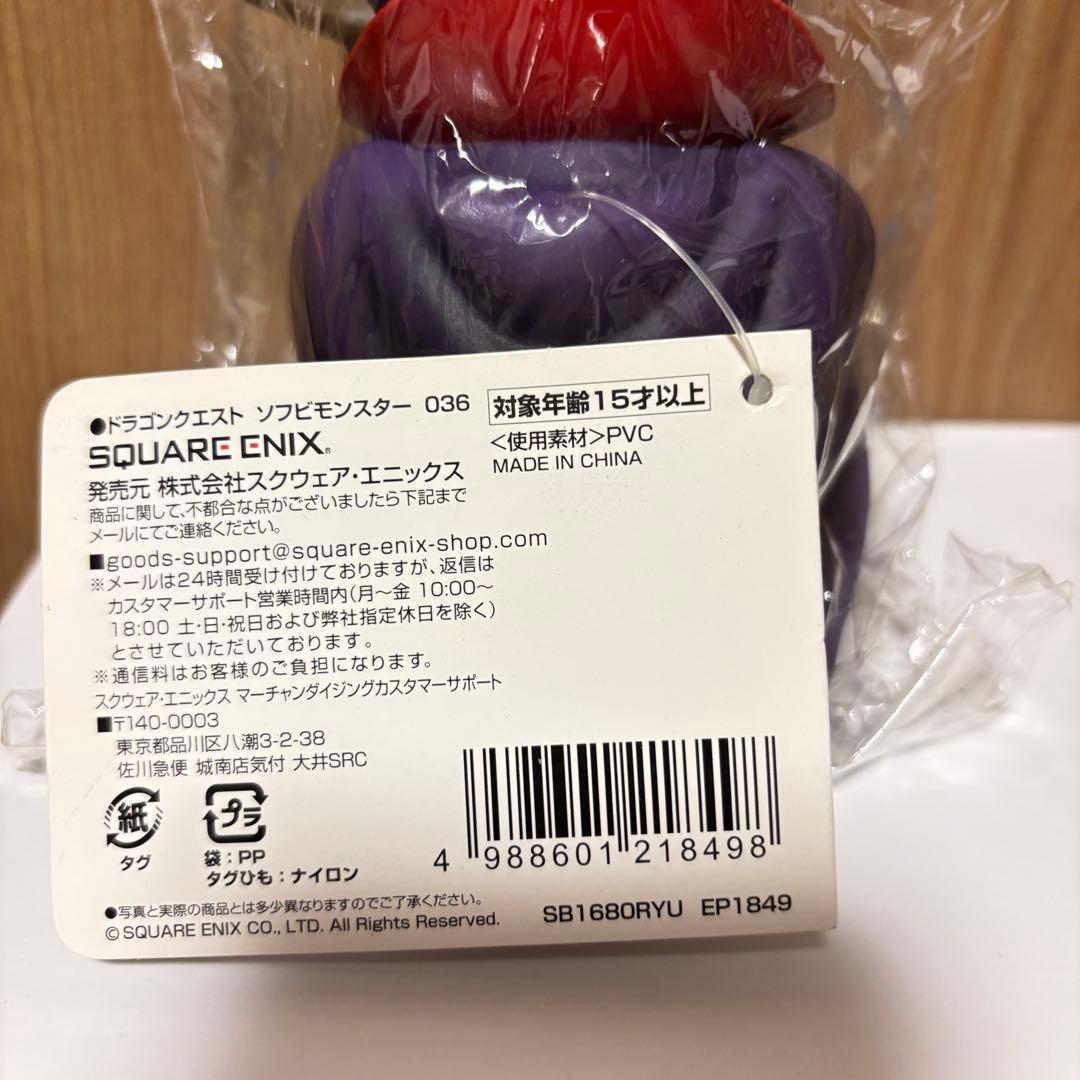 ●ドラゴンクエスト ソフビモンスター 036
対象年齢15才以上
SQUARE ENIX®
<使用素材>PVC
MADE IN CHINA
発売元 株式会社スクウェア・エニックス
商品に関して、不都合な点がございましたら下記まで
メールにてご連絡ください。
■goods-support@square-enix-shop.com
※メールは24時間受け付けておりますが、返信は
カスタマーサポート営業時間内(月〜金 10:00〜
18:00 土・日・祝日および弊社指定休日を除く)
とさせていただいております。
※通信料はお客様のご負担になります。
スクウェア・エニックス マーチャンダイジングカスタマーサポート
■〒140-0003
東京都品川区八潮3-2-38
佐川急便 城南店気付 大井SRC
紙
タグ
プラ
袋:PP
タグひも:ナイロン
4 988601 218498
●写真と実際の商品とは多少異なりますのでご了承ください。
© SQUARE ENIX CO., LTD. All Rights Reserved.
SB1680RYU EP1849